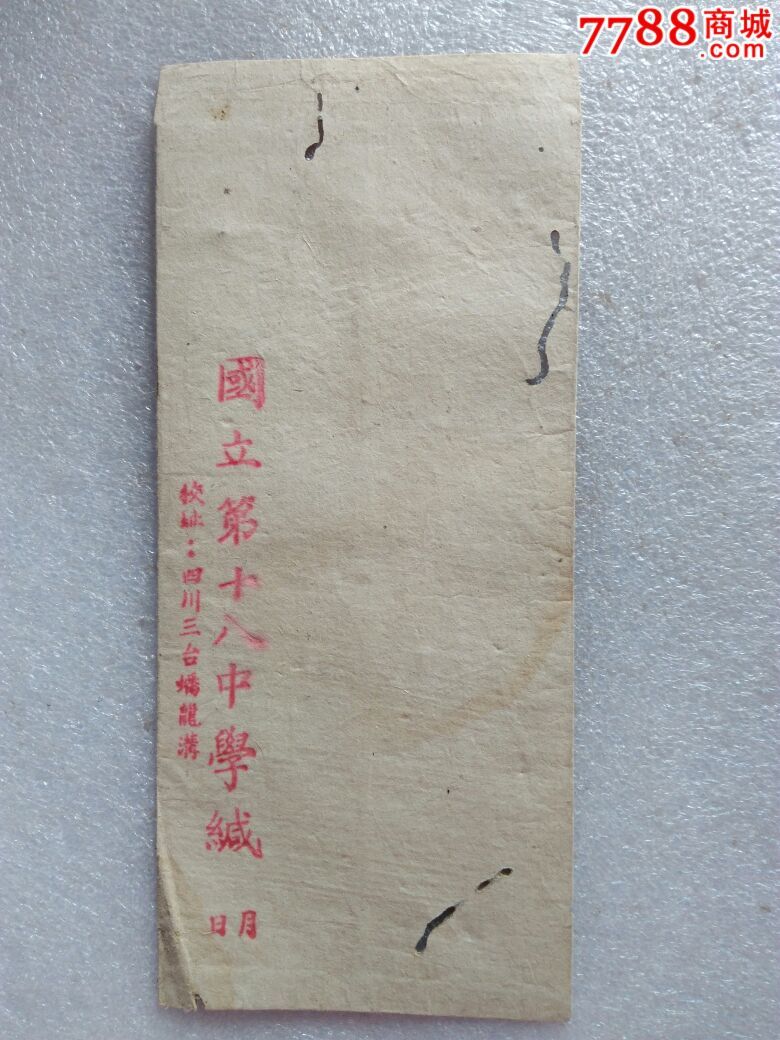 7788商城
.com
國立第十八中學緘
校址：四川三台蟠龍溝
月
日